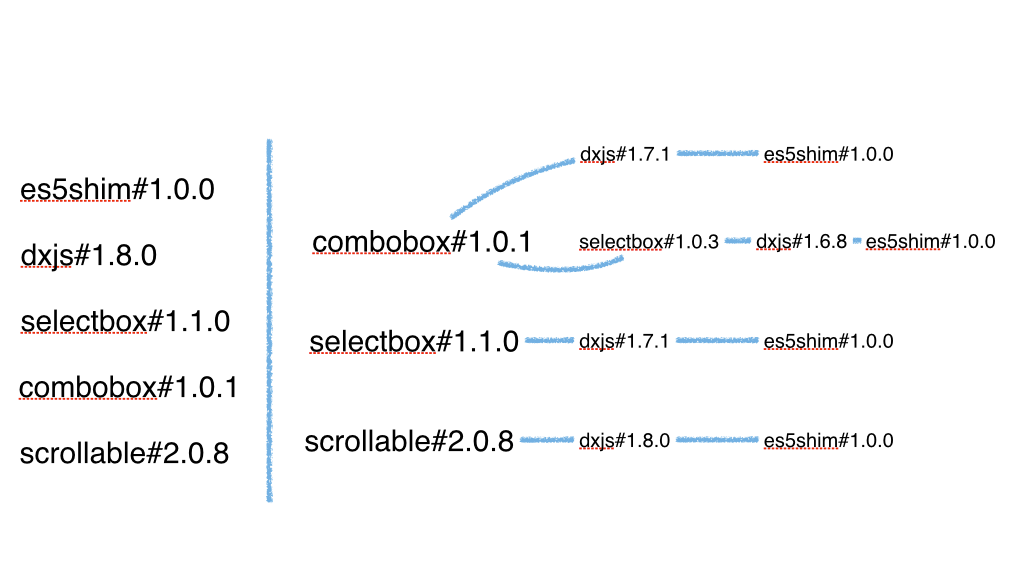 es5shim#1.0.0
dxjs#1.8.0
selectbox#1.1.0
combobox#1.0.1
scrollable#2.0.8
dxjs#1.7.1 es5shim#1.0.0
combobox#1.0.1 selectbox#1.0.3 dxjs#1.6.8 es5shim#1.0.0
selectbox#1.1.0 dxjs#1.7.1 es5shim#1.0.0
scrollable#2.0.8 dxjs#1.8.0 es5shim#1.0.0